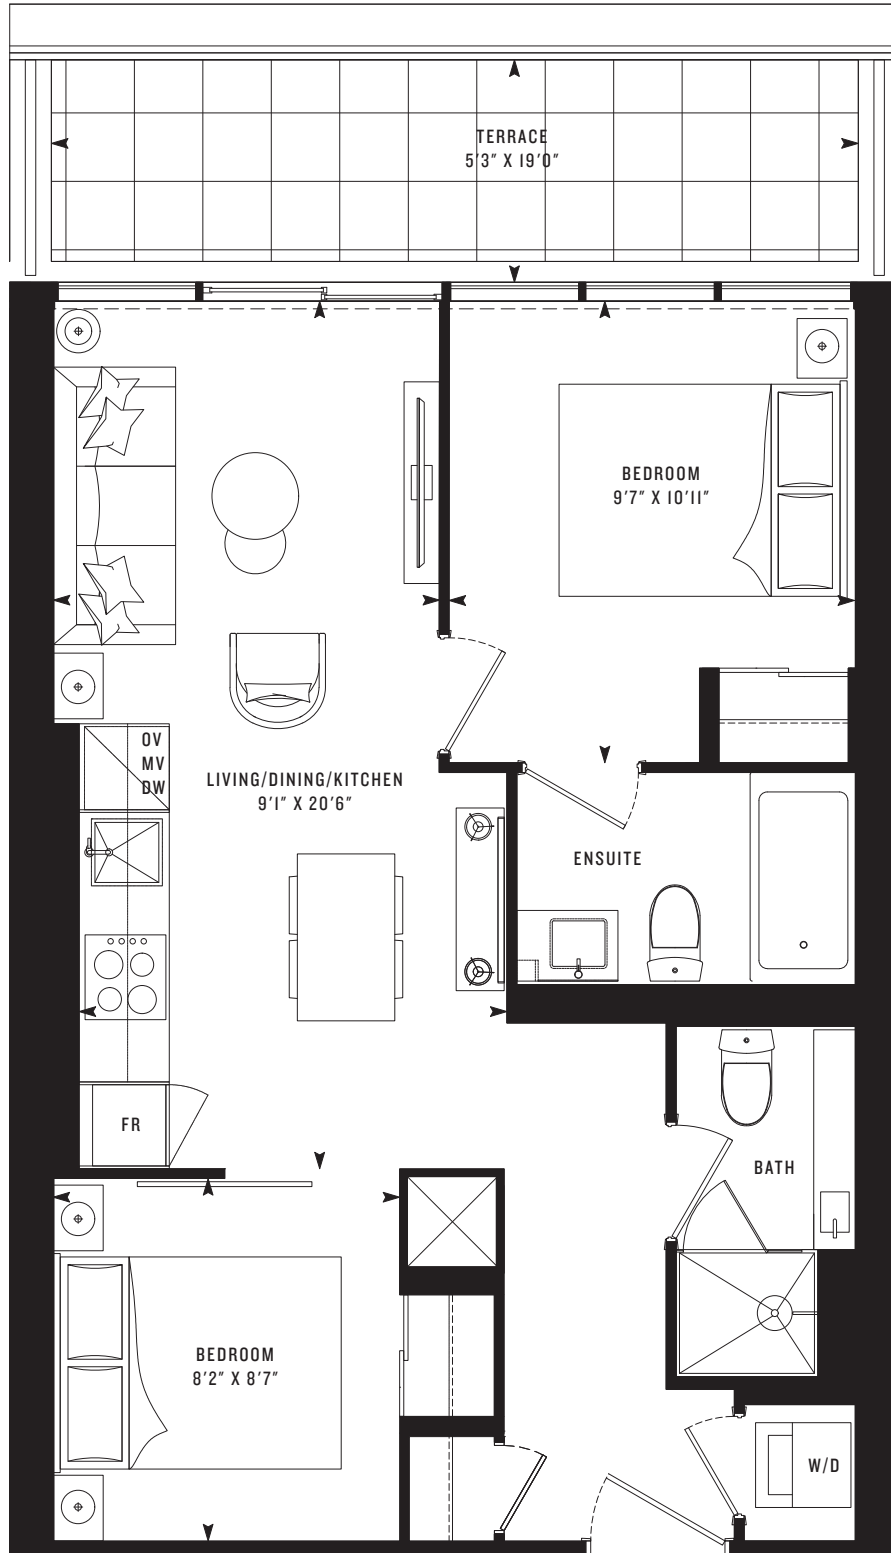 TERRACE
5'3" X 19'0"
BEDROOM
9'7" X 10'11"
OV
MV
DW
LIVING/DINING/KITCHEN
9'1" X 20'6"
ENSUITE
FR
BATH
BEDROOM
8'2" X 8'7"
W/D